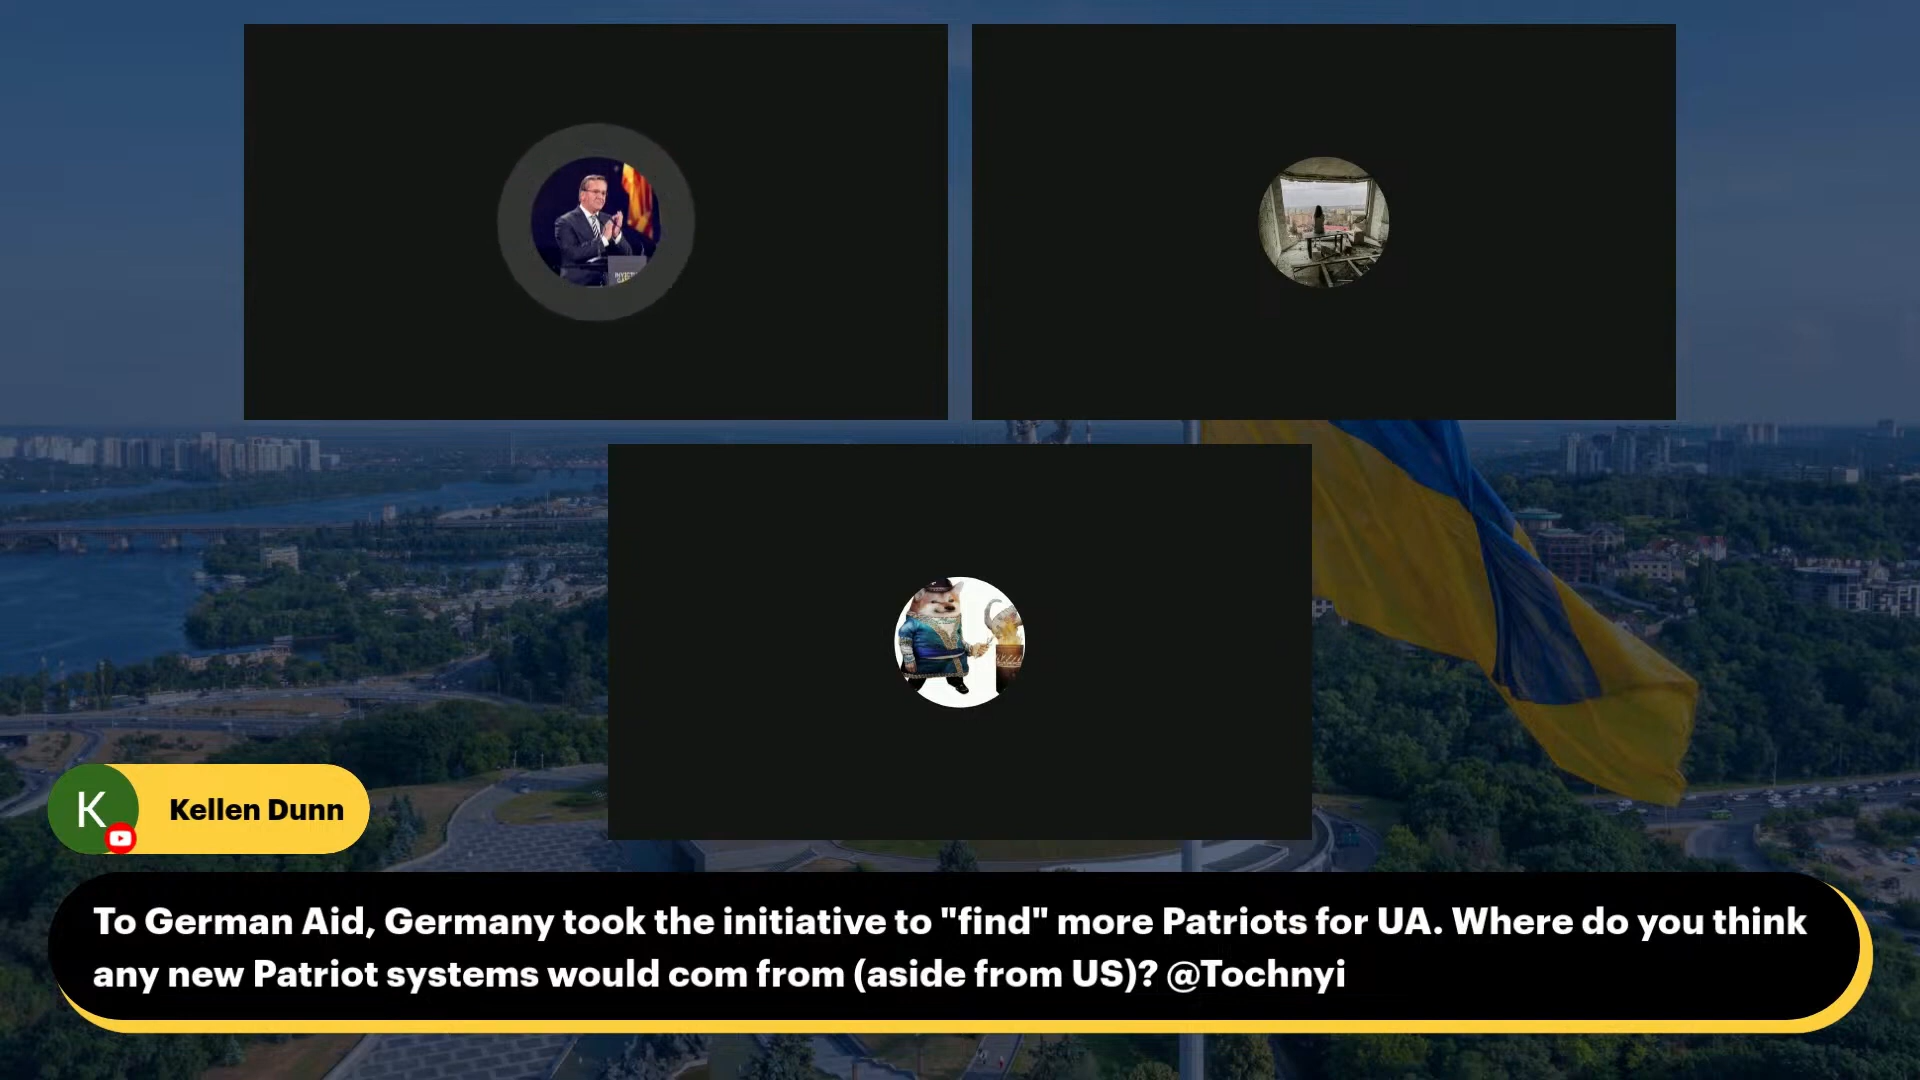 K
Kellen Dunn
To German Aid, Germany took the initiative to "find" more Patriots for UA. Where do you think
any new Patriot systems would com from (aside from US)? @Tochnyi